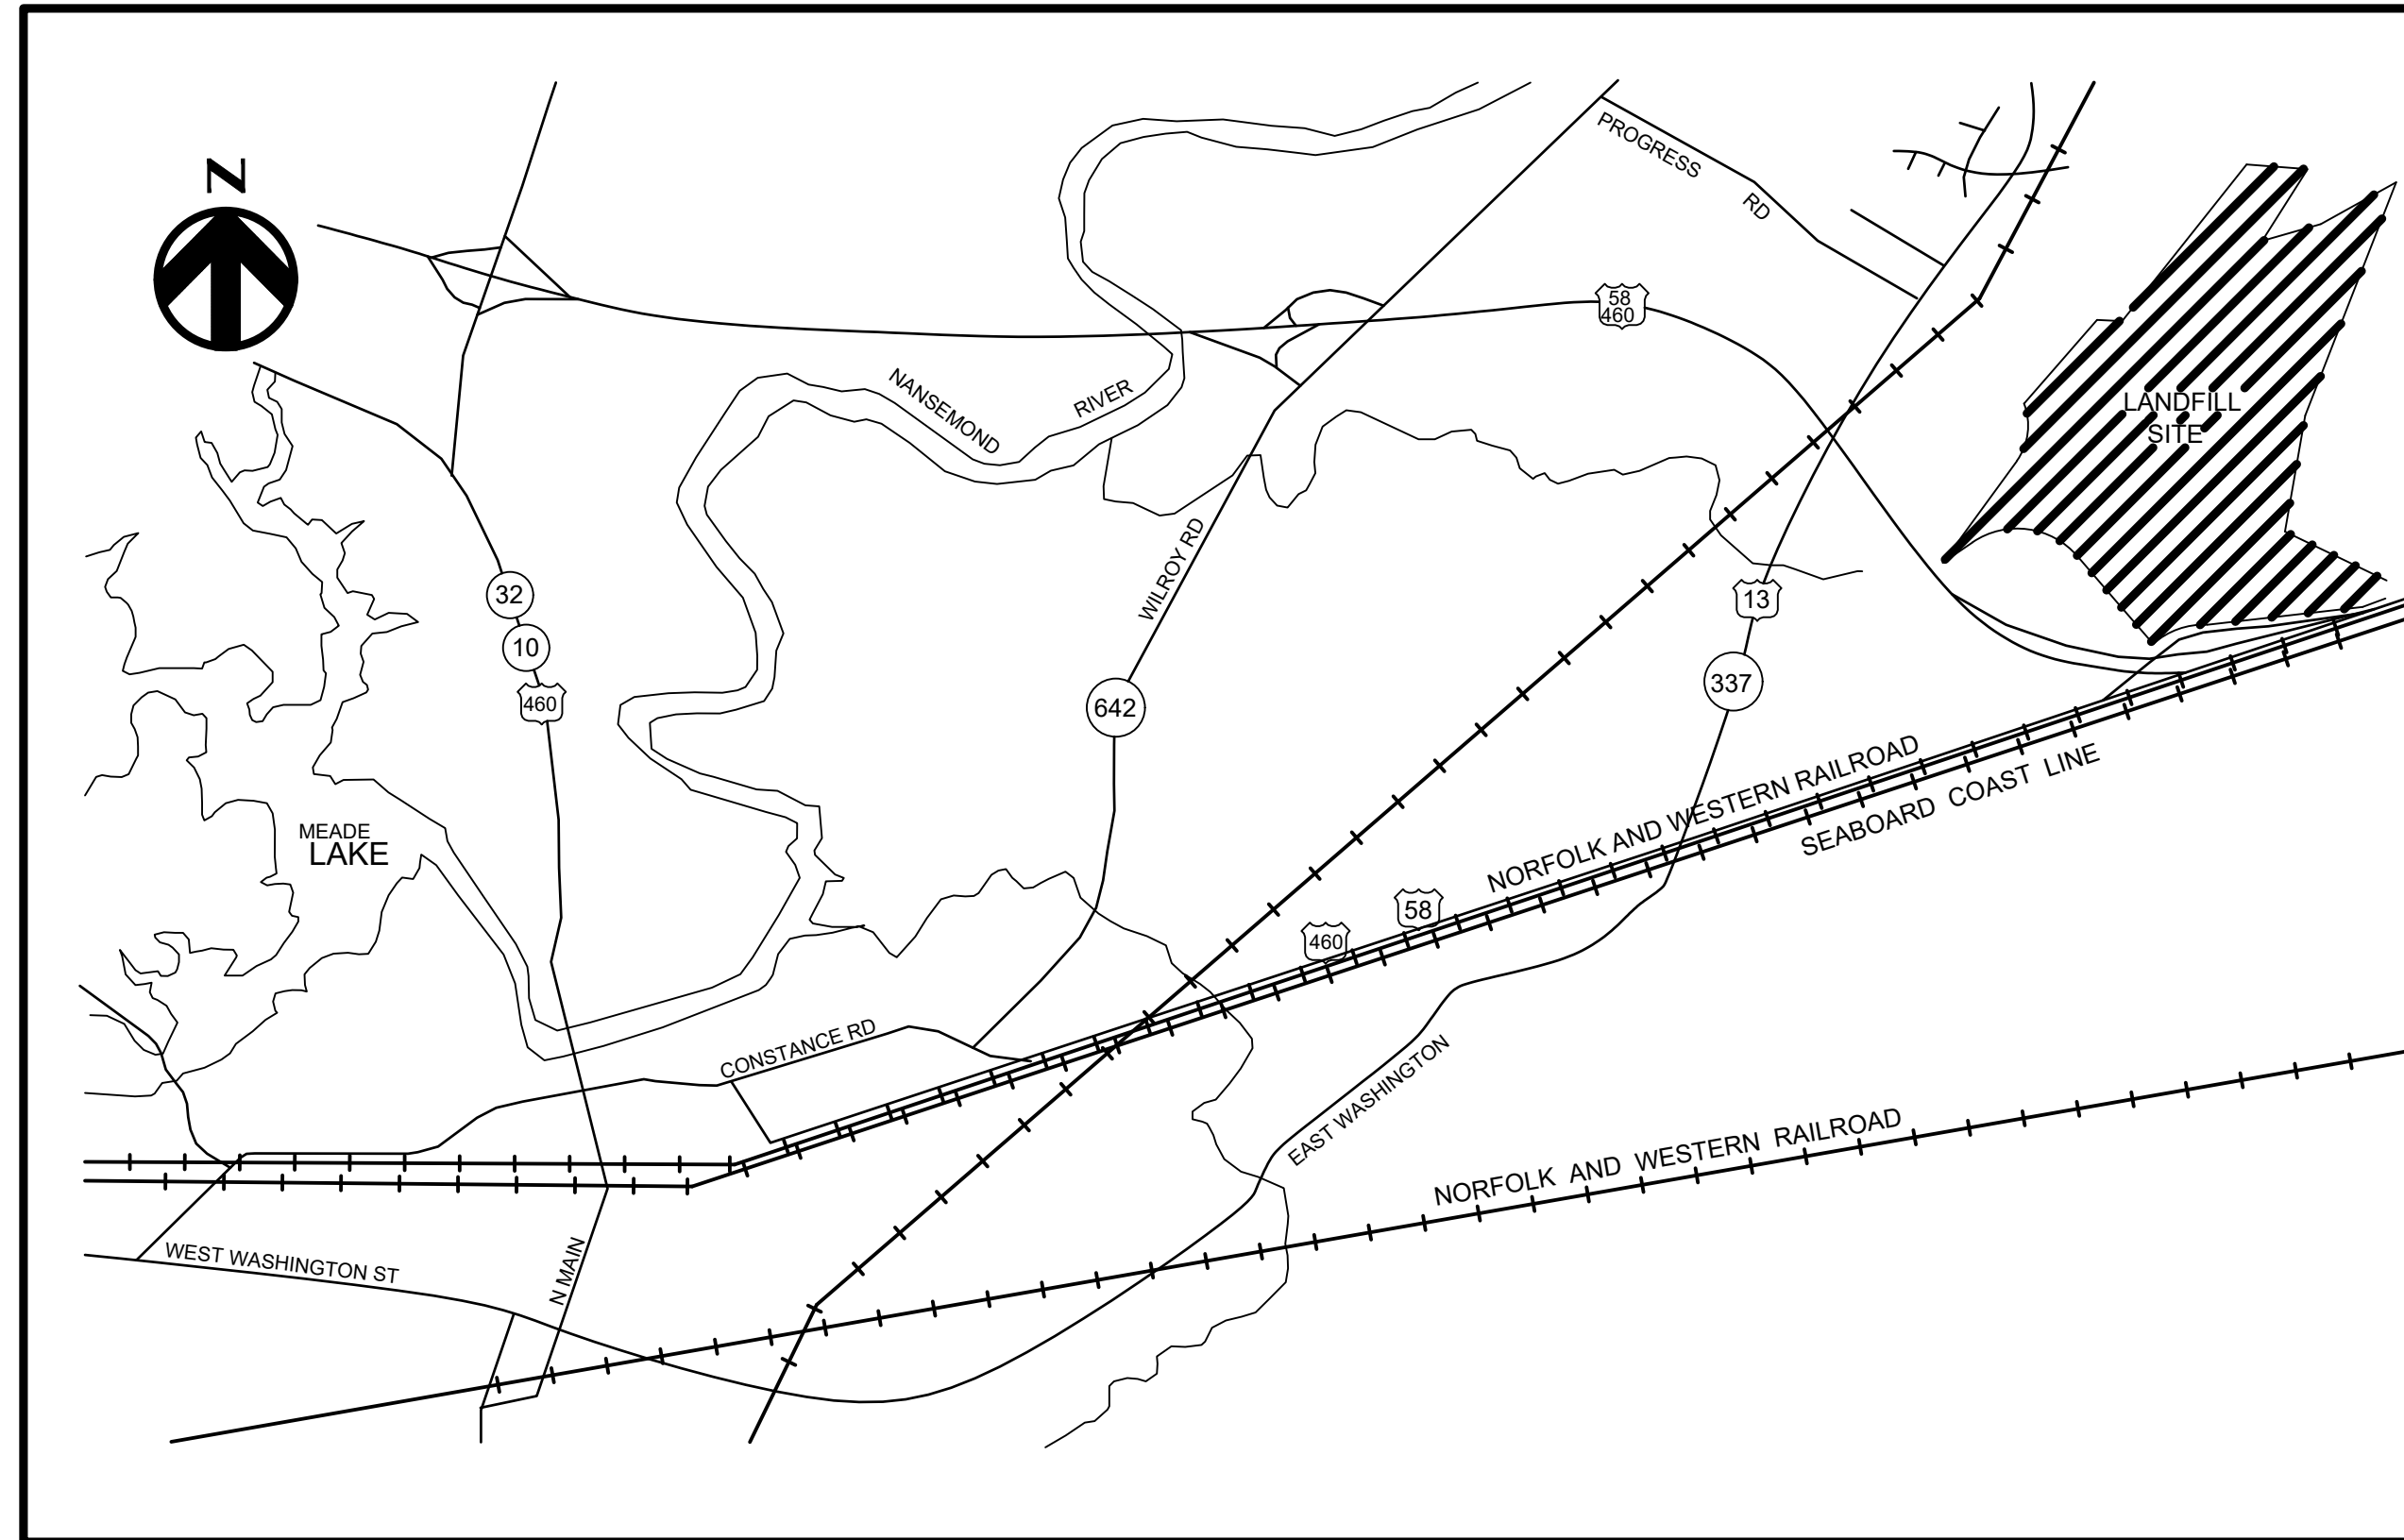 N
PROGRESS
RD
58
460
NANSEMOND
RIVER
LANDFILL
SITE
WILROY RD
32
10
460
13
337
642
NORFOLK AND WESTERN RAILROAD
SEABOARD COAST LINE
MEADE
LAKE
58
460
CONSTANCE RD
EAST WASHINGTON
NORFOLK AND WESTERN RAILROAD
WEST WASHINGTON ST
N MAIN